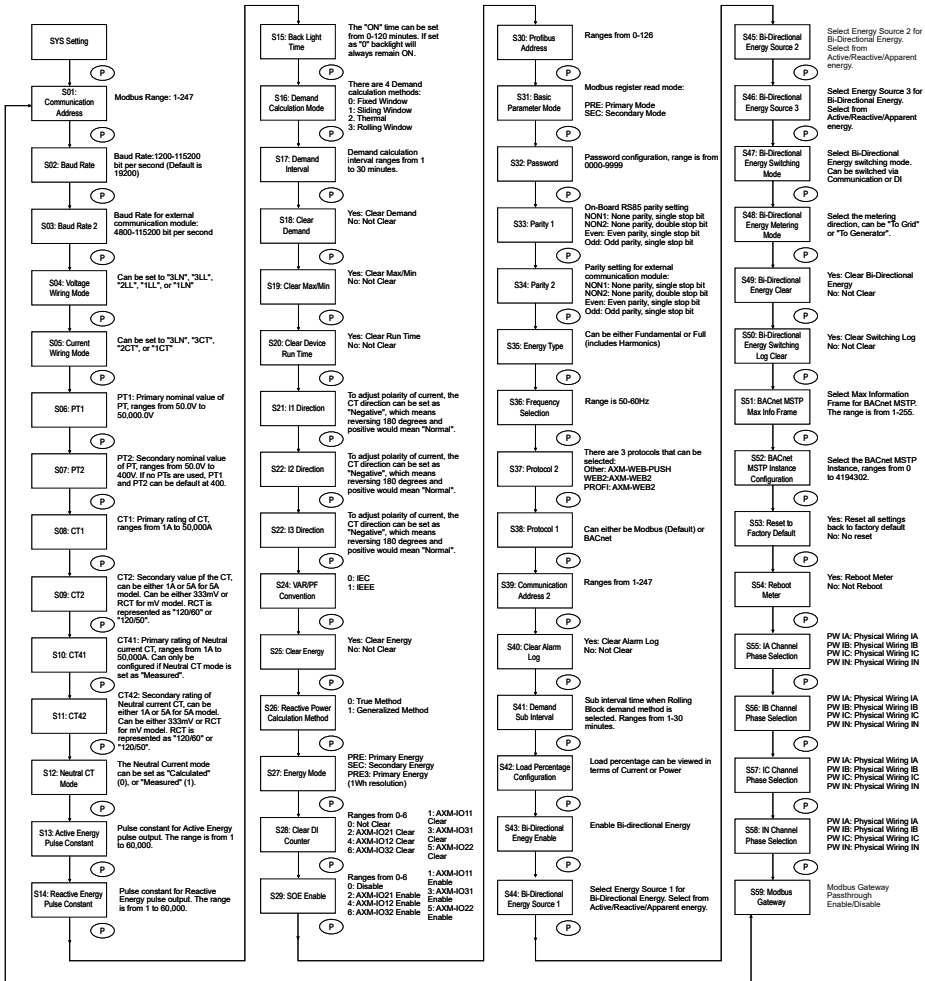 SYS Setting
P
S01:
Communication
Address
Modbus Range: 1-247
P
S02: Baud Rate
Baud Rate:1200-115200
bit per second (Default is
19200)
P
S03: Baud Rate 2
Baud Rate for external
communication module:
4800-115200 bit per second
P
S04: Voltage
Wiring Mode
Can be set to "3LN", "3LL",
"2LL", "1LL", or "1LN"
P
S05: Current
Wiring Mode
Can be set to "3LN", "3CT",
"2CT", or "1CT"
P
S06: PT1
PT1: Primary nominal value of
PT, ranges from 50.0V to
50,000.0V
P
S07: PT2
PT2: Secondary nominal value
of PT, ranges from 50.0V to
400V. If no PTs are used, PT1
and PT2 can be default at 400.
P
S08: CT1
CT1: Primary rating of CT,
ranges from 1A to 50,000A
P
S09: CT2
CT2: Secondary value pf the CT,
can be either 1A or 5A for 5A
model. Can be either 333mV or
RCT for mV model. RCT is
represented as "120/60" or
"120/50".
P
S10: CT41
CT41: Primary rating of Neutral
current CT, ranges from 1A to
50,000A. Can only be
configured if Neutral CT mode is
set as "Measured".
P
S11: CT42
CT42: Secondary rating of
Neutral current CT, can be
either 1A or 5A for 5A model.
Can be either 333mV or RCT
for mV model. RCT is
represented as "120/60" or
"120/50".
P
S12: Neutral CT
Mode
The Neutral Current mode
can be set as "Calculated"
(0), or "Measured" (1).
P
S13: Active Energy
Pulse Constant
Pulse constant for Active Energy
pulse output. The range is from 1
to 60,000.
P
S14: Reactive Energy
Pulse Constant
Pulse constant for Reactive
Energy pulse output. The range
is from 1 to 60,000.
P
S15: Back Light
Time
The "ON" time can be set
from 0-120 minutes. If set
as "0" backlight will
always remain ON.
P
S16: Demand
Calculation Mode
There are 4 Demand
calculation methods:
0: Fixed Window
1: Sliding Window
2. Thermal
3: Rolling Window
P
S17: Demand
Interval
Demand calculation
interval ranges from 1
to 30 minutes.
P
S18: Clear
Demand
Yes: Clear Demand
No: Not Clear
P
S19: Clear Max/Min
Yes: Clear Max/Min
No: Not Clear
P
S20: Clear Device
Run Time
Yes: Clear Run Time
No: Not Clear
P
S21: I1 Direction
To adjust polarity of current, the
CT direction can be set as
"Negative", which means
reversing 180 degrees and
positive would mean "Normal".
P
S22: I2 Direction
To adjust polarity of current, the
CT direction can be set as
"Negative", which means
reversing 180 degrees and
positive would mean "Normal".
P
S22: I3 Direction
To adjust polarity of current, the
CT direction can be set as
"Negative", which means
reversing 180 degrees and
positive would mean "Normal".
P
S24: VAR/PF
Convention
0: IEC
1: IEEE
P
S25: Clear Energy
Yes: Clear Energy
No: Not Clear
P
S26: Reactive Power
Calculation Method
0: True Method
1: Generalized Method
P
S27: Energy Mode
PRE: Primary Energy
SEC: Secondary Energy
PRE3: Primary Energy
(1Wh resolution)
P
S28: Clear DI
Counter
Ranges from 0-6
0: Not Clear
2: AXM-IO21 Clear
4: AXM-IO12 Clear
6: AXM-IO32 Clear
1: AXM-IO11
Clear
3: AXM-IO31
Clear
5: AXM-IO22
Clear
P
S29: SOE Enable
Ranges from 0-6
0: Disable
2: AXM-IO21 Enable
4: AXM-IO12 Enable
6: AXM-IO32 Enable
1: AXM-IO11
Enable
3: AXM-IO31
Enable
5: AXM-IO22
Enable
P
S30: Profibus
Address
Ranges from 0-126
P
S31: Basic
Parameter Mode
Modbus register read mode:
PRE: Primary Mode
SEC: Secondary Mode
P
S32: Password
Password configuration, range is from
0000-9999
P
S33: Parity 1
On-Board RS85 parity setting
NON1: None parity, single stop bit
NON2: None parity, double stop bit
Even: Even parity, single stop bit
Odd: Odd parity, single stop bit
P
S34: Parity 2
Parity setting for external
communication module:
NON1: None parity, single stop bit
NON2: None parity, double stop bit
Even: Even parity, single stop bit
Odd: Odd parity, single stop bit
P
S35: Energy Type
Can be either Fundamental or Full
(includes Harmonics)
P
S36: Frequency
Selection
Range is 50-60Hz
P
S37: Protocol 2
There are 3 protocols that can be
selected:
Other: AXM-WEB-PUSH
WEB2:AXM-WEB2
PROFI: AXM-WEB2
P
S38: Protocol 1
Can either be Modbus (Default) or
BACnet
P
S39: Communication
Address 2
Ranges from 1-247
P
S40: Clear Alarm
Log
Yes: Clear Alarm Log
No: Not Clear
P
S41: Demand
Sub Interval
Sub interval time when Rolling
Block demand method is
selected. Ranges from 1-30
minutes.
P
S42: Load Percentage
Configuration
Load percentage can be viewed in
terms of Current or Power
P
S43: Bi-Directional
Energy Enable
Enable Bi-directional Energy
P
S44: Bi-Directional
Energy Source 1
Select Energy Source 1 for
Bi-Directional Energy. Select from
Active/Reactive/Apparent energy.
P
S45: Bi-Directional
Energy Source 2
Select Energy Source 2 for
Bi-Directional Energy.
Select from
Active/Reactive/Apparent
energy.
P
S46: Bi-Directional
Energy Source 3
Select Energy Source 3 for
Bi-Directional Energy.
Select from
Active/Reactive/Apparent
energy.
P
S47: Bi-Directional
Energy Switching
Mode
Select Bi-Directional
Energy switching mode.
Can be switched via
Communication or DI
P
S48: Bi-Directional
Energy Metering
Mode
Select the metering
direction, can be "To Grid"
or "To Generator".
P
S49: Bi-Directional
Energy Clear
Yes: Clear Bi-Directional
Energy
No: Not Clear
P
S50: Bi-Directional
Energy Switching
Log Clear
Yes: Clear Switching Log
No: Not Clear
P
S51: BACnet MSTP
Max Info Frame
Select Max Information
Frame for BACnet MSTP.
The range is from 1-255.
P
S52: BACnet
MSTP Instance
Configuration
Select the BACnet MSTP
Instance, ranges from 0
to 4194302.
P
S53: Reset to
Factory Default
Yes: Reset all settings
back to factory default
No: No reset
P
S54: Reboot
Meter
Yes: Reboot Meter
No: Not Reboot
P
S55: IA Channel
Phase Selection
PW IA: Physical Wiring IA
PW IB: Physical Wiring IB
PW IC: Physical Wiring IC
PW IN: Physical Wiring IN
P
S56: IB Channel
Phase Selection
PW IA: Physical Wiring IA
PW IB: Physical Wiring IB
PW IC: Physical Wiring IC
PW IN: Physical Wiring IN
P
S57: IC Channel
Phase Selection
PW IA: Physical Wiring IA
PW IB: Physical Wiring IB
PW IC: Physical Wiring IC
PW IN: Physical Wiring IN
P
S58: IN Channel
Phase Selection
PW IA: Physical Wiring IA
PW IB: Physical Wiring IB
PW IC: Physical Wiring IC
PW IN: Physical Wiring IN
P
S59: Modbus
Gateway
Modbus Gateway
Passthrough
Enable/Disable
P